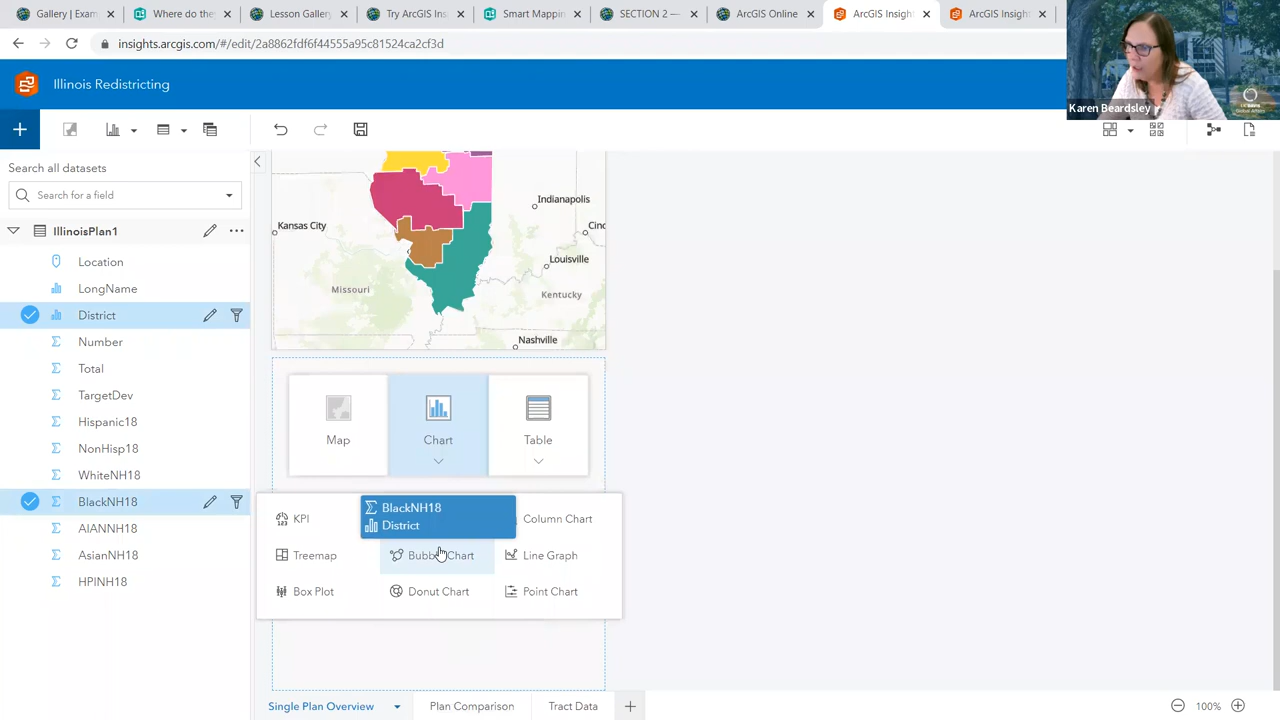 Gallery | Exam
Where do the
Lesson Galler
Try ArcGIS Ins
Smart Mappin
SECTION 2 —
ArcGIS Online
ArcGIS Insigh
ArcGIS Insigh
insights.arcgis.com/#/edit/2a8862fdf6f44555a95c81524ca2cf3d
Illinois Redistricting
Karen Beardsley
UC DAVIS
Global Affairs
Search all datasets
Search for a field
IllinoisPlan1
Location
LongName
District
Number
Total
TargetDev
Hispanic18
NonHisp18
WhiteNH18
BlackNH18
AIANNH18
AsianNH18
HPINH18
Indianapolis
Kansas City
Cinc
Louisville
Missouri
Kentucky
Nashville
Map
Chart
Table
BlackNH18
District
KPI
Column Chart
Treemap
Bubble Chart
Line Graph
Box Plot
Donut Chart
Point Chart
Single Plan Overview
Plan Comparison
Tract Data
100%